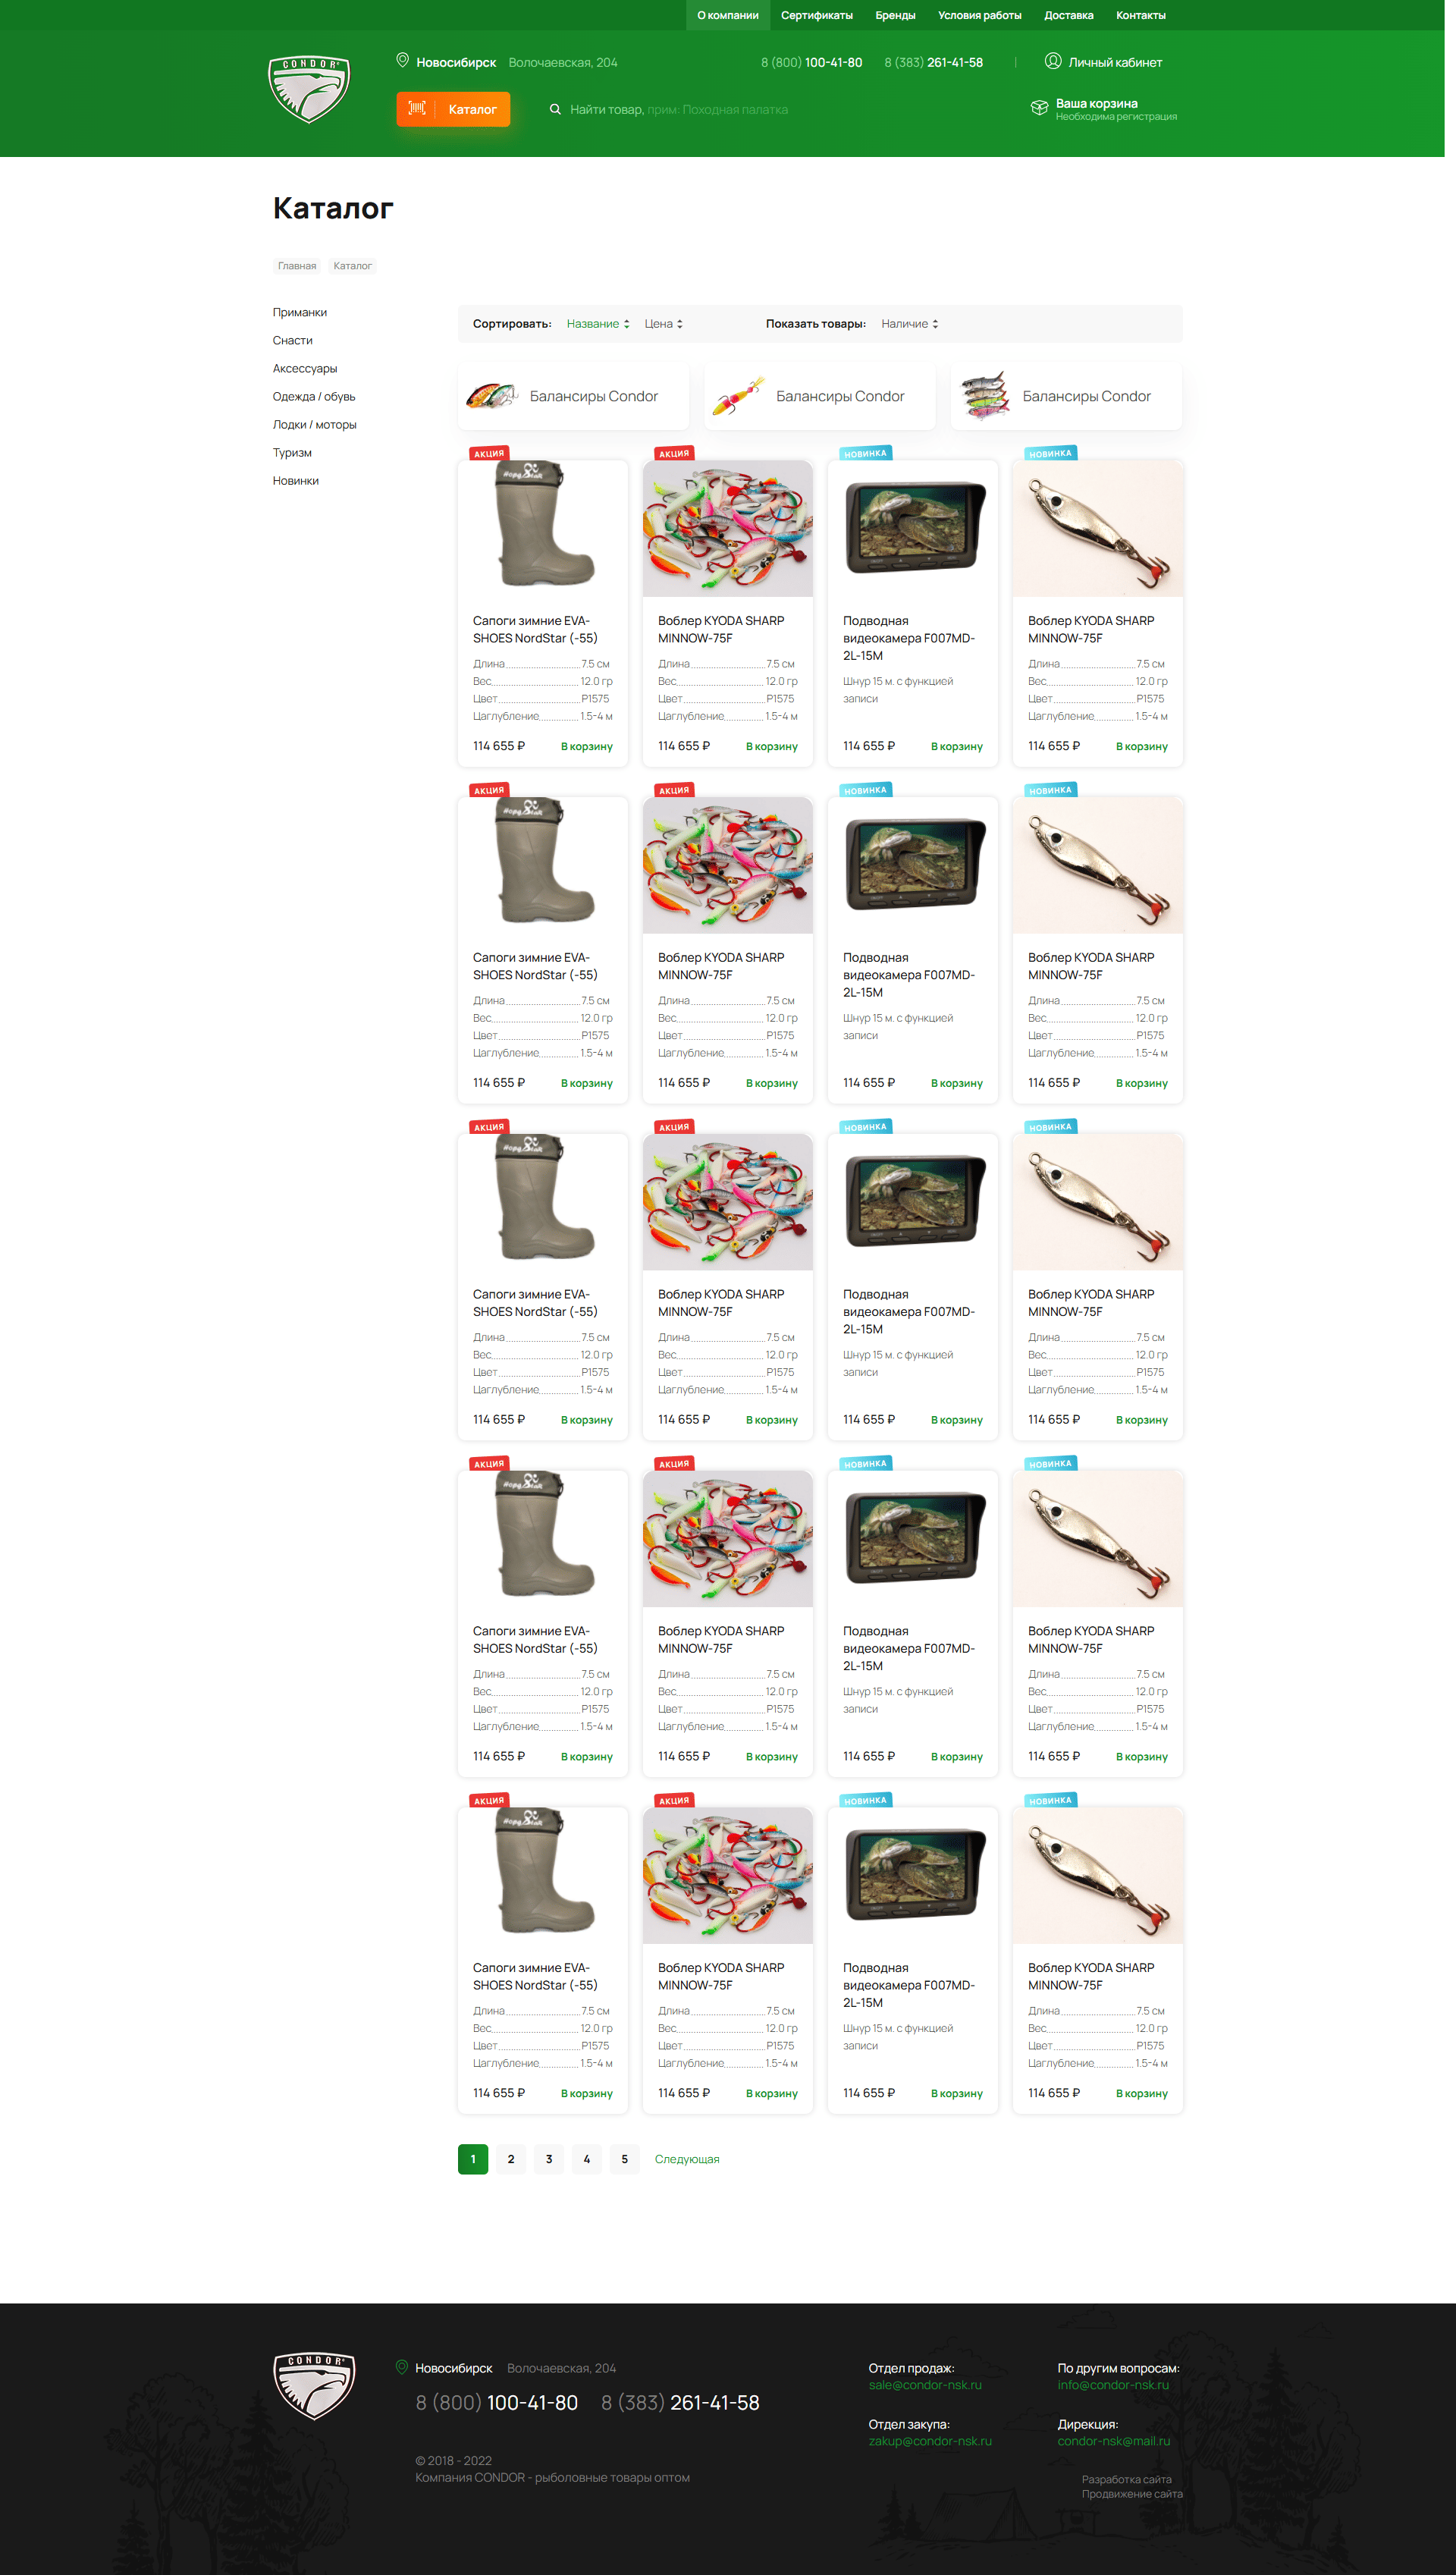 О компании Сертификаты Бренды Условия работы Доставка Контакты
CONDOR
Новосибирск Волочаевская, 204 8 (800) 100-41-80 8 (383) 261-41-58 Личный кабинет
Каталог Найти товар, прим: Походная палатка Ваша корзина
Необходима регистрация
Каталог
Главная Каталог
Приманки
Снасти
Аксессуары
Одежда / обувь
Лодки / моторы
Туризм
Новинки
Сортировать: Название Цена Показать товары: Наличие
Балансиры Condor Балансиры Condor Балансиры Condor
АКЦИЯ АКЦИЯ НОВИНКА НОВИНКА
Сапоги зимние EVA- Воблер KYODA SHARP Подводная Воблер KYODA SHARP
SHOES NordStar (-55) MINNOW-75F видеокамера F007MD- MINNOW-75F
2L-15M
Длина 7.5 см Длина 7.5 см Длина 7.5 см
Вес 12.0 гр Вес 12.0 гр Шнур 15 м. с функцией Вес 12.0 гр
Цвет P1575 Цвет P1575 записи Цвет P1575
Цаглубление 1.5-4 м Цаглубление 1.5-4 м Цаглубление 1.5-4 м
114 655 ₽ В корзину 114 655 ₽ В корзину 114 655 ₽ В корзину 114 655 ₽ В корзину
АКЦИЯ АКЦИЯ НОВИНКА НОВИНКА
Сапоги зимние EVA- Воблер KYODA SHARP Подводная Воблер KYODA SHARP
SHOES NordStar (-55) MINNOW-75F видеокамера F007MD- MINNOW-75F
2L-15M
Длина 7.5 см Длина 7.5 см Длина 7.5 см
Вес 12.0 гр Вес 12.0 гр Шнур 15 м. с функцией Вес 12.0 гр
Цвет P1575 Цвет P1575 записи Цвет P1575
Цаглубление 1.5-4 м Цаглубление 1.5-4 м Цаглубление 1.5-4 м
114 655 ₽ В корзину 114 655 ₽ В корзину 114 655 ₽ В корзину 114 655 ₽ В корзину
АКЦИЯ АКЦИЯ НОВИНКА НОВИНКА
Сапоги зимние EVA- Воблер KYODA SHARP Подводная Воблер KYODA SHARP
SHOES NordStar (-55) MINNOW-75F видеокамера F007MD- MINNOW-75F
2L-15M
Длина 7.5 см Длина 7.5 см Длина 7.5 см
Вес 12.0 гр Вес 12.0 гр Шнур 15 м. с функцией Вес 12.0 гр
Цвет P1575 Цвет P1575 записи Цвет P1575
Цаглубление 1.5-4 м Цаглубление 1.5-4 м Цаглубление 1.5-4 м
114 655 ₽ В корзину 114 655 ₽ В корзину 114 655 ₽ В корзину 114 655 ₽ В корзину
АКЦИЯ АКЦИЯ НОВИНКА НОВИНКА
Сапоги зимние EVA- Воблер KYODA SHARP Подводная Воблер KYODA SHARP
SHOES NordStar (-55) MINNOW-75F видеокамера F007MD- MINNOW-75F
2L-15M
Длина 7.5 см Длина 7.5 см Длина 7.5 см
Вес 12.0 гр Вес 12.0 гр Шнур 15 м. с функцией Вес 12.0 гр
Цвет P1575 Цвет P1575 записи Цвет P1575
Цаглубление 1.5-4 м Цаглубление 1.5-4 м Цаглубление 1.5-4 м
114 655 ₽ В корзину 114 655 ₽ В корзину 114 655 ₽ В корзину 114 655 ₽ В корзину
АКЦИЯ АКЦИЯ НОВИНКА НОВИНКА
Сапоги зимние EVA- Воблер KYODA SHARP Подводная Воблер KYODA SHARP
SHOES NordStar (-55) MINNOW-75F видеокамера F007MD- MINNOW-75F
2L-15M
Длина 7.5 см Длина 7.5 см Длина 7.5 см
Вес 12.0 гр Вес 12.0 гр Шнур 15 м. с функцией Вес 12.0 гр
Цвет P1575 Цвет P1575 записи Цвет P1575
Цаглубление 1.5-4 м Цаглубление 1.5-4 м Цаглубление 1.5-4 м
114 655 ₽ В корзину 114 655 ₽ В корзину 114 655 ₽ В корзину 114 655 ₽ В корзину
1 2 3 4 5 Следующая
CONDOR
Новосибирск Волочаевская, 204 Отдел продаж: По другим вопросам:
sale@condor-nsk.ru info@condor-nsk.ru
8 (800) 100-41-80 8 (383) 261-41-58
Отдел закупа: Дирекция:
zakup@condor-nsk.ru condor-nsk@mail.ru
© 2018 - 2022
Компания CONDOR - рыболовные товары оптом
Разработка сайта
Продвижение сайта